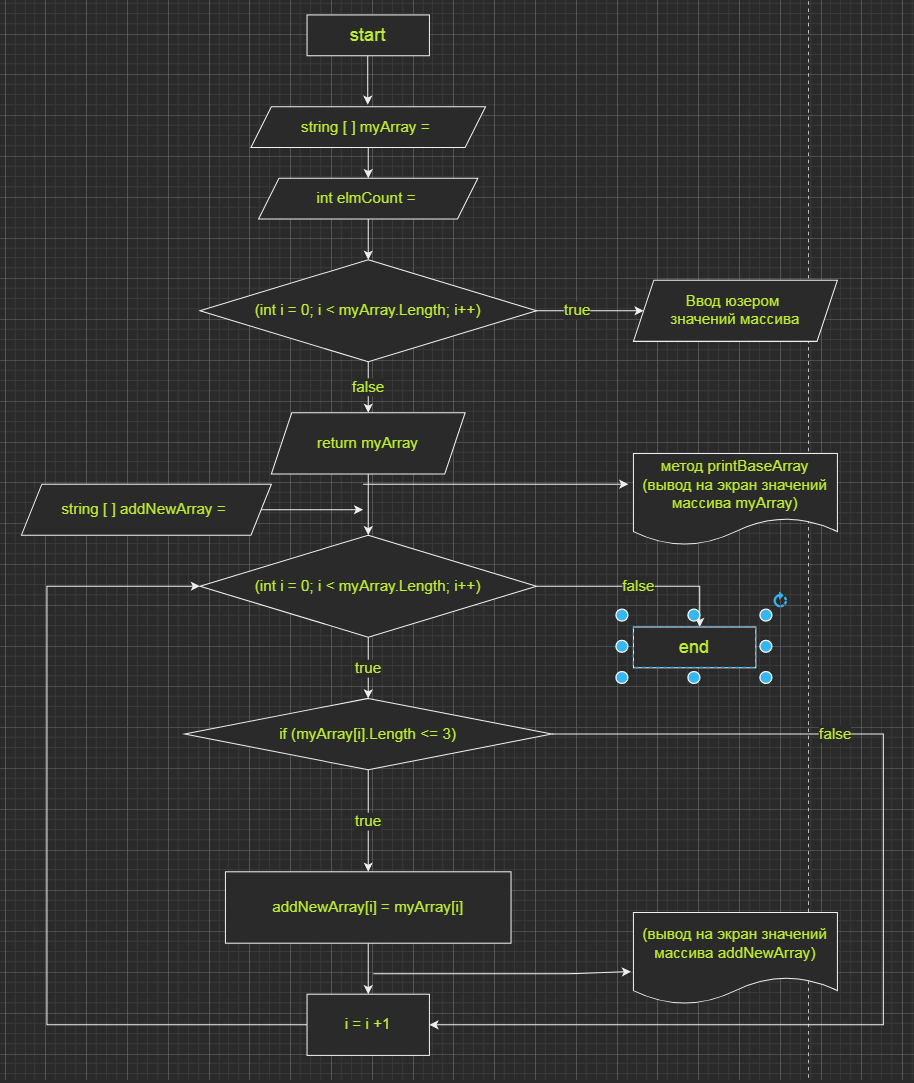 start
string [ ] myArray =
int elmCount =
(int i = 0; i < myArray.Length; i++)
true
Ввод юзером
значений массива
false
return myArray
метод printBaseArray
(вывод на экран значений
массива myArray)
string [ ] addNewArray =
(int i = 0; i < myArray.Length; i++)
false
end
true
if (myArray[i].Length <= 3)
false
true
addNewArray[i] = myArray[i]
(вывод на экран значений
массива addNewArray)
i = i +1